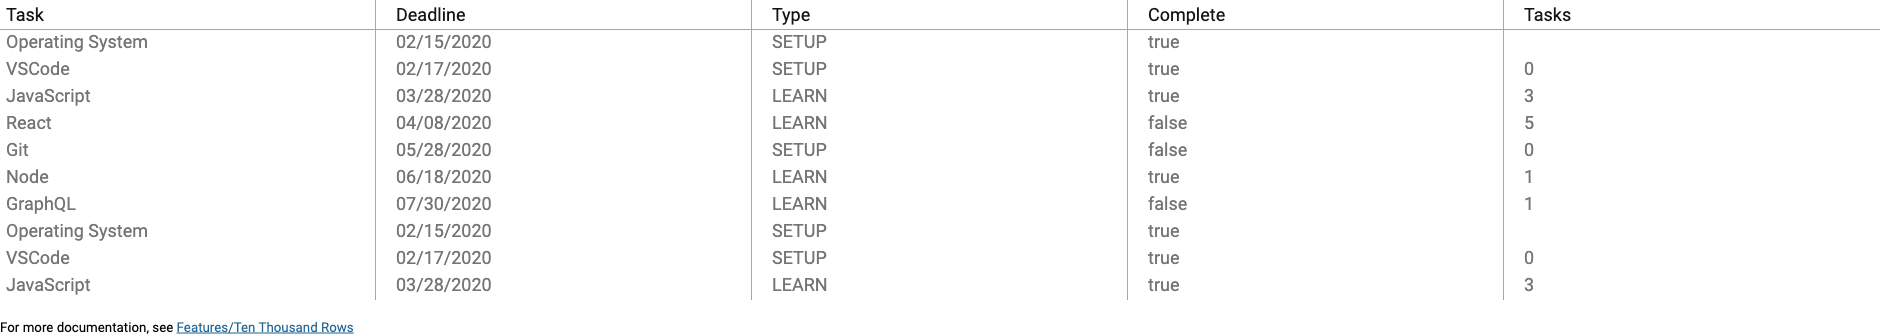 Task Deadline Type Complete Tasks
Operating System 02/15/2020 SETUP true
VSCode 02/17/2020 SETUP true 0
JavaScript 03/28/2020 LEARN true 3
React 04/08/2020 LEARN false 5
Git 05/28/2020 SETUP false 0
Node 06/18/2020 LEARN true 1
GraphQL 07/30/2020 LEARN false 1
Operating System 02/15/2020 SETUP true
VSCode 02/17/2020 SETUP true 0
JavaScript 03/28/2020 LEARN true 3
For more documentation, see Features/Ten Thousand Rows